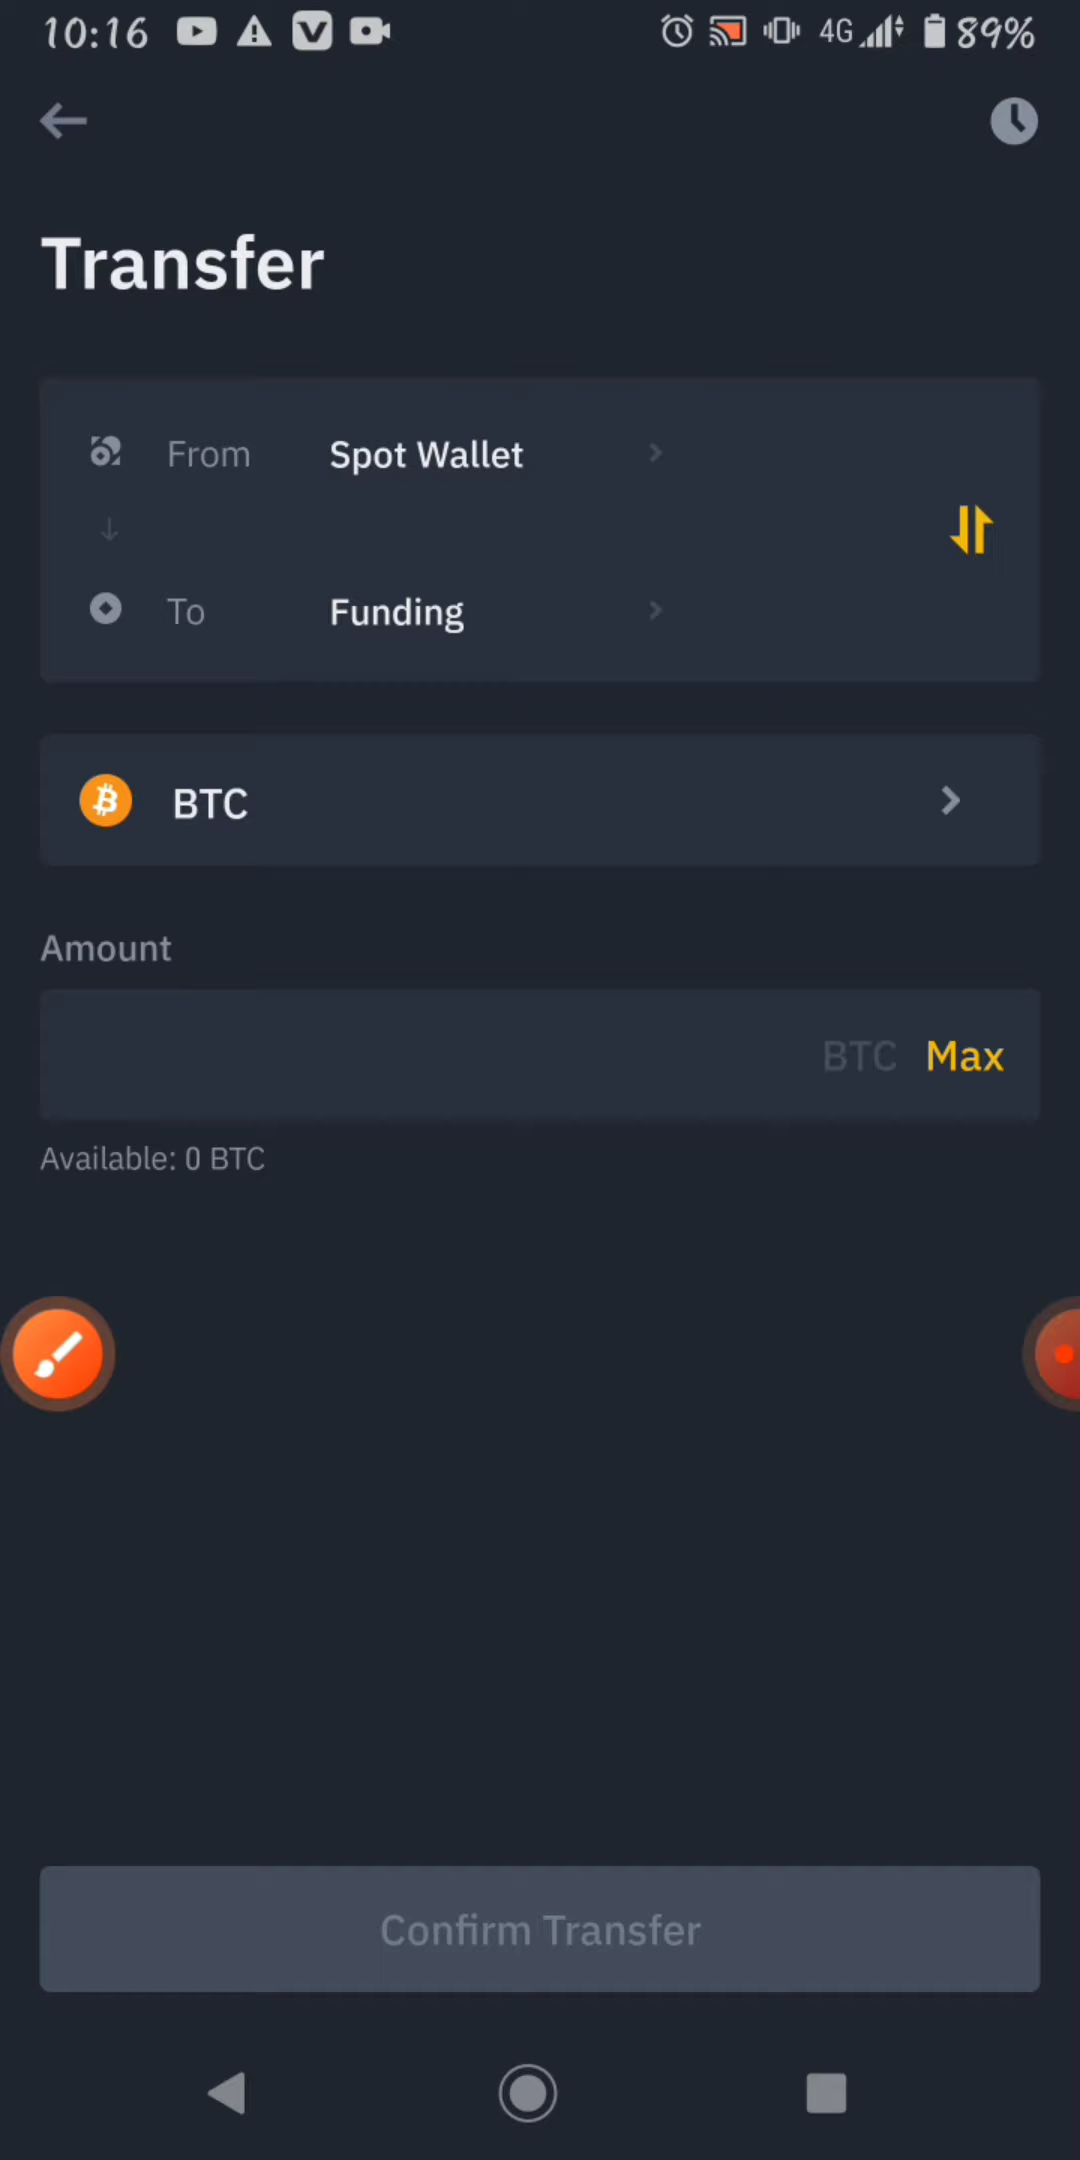 10:16 4G 89%
Transfer
From Spot Wallet
To Funding
BTC
Amount
BTC Max
Available: 0 BTC
Confirm Transfer